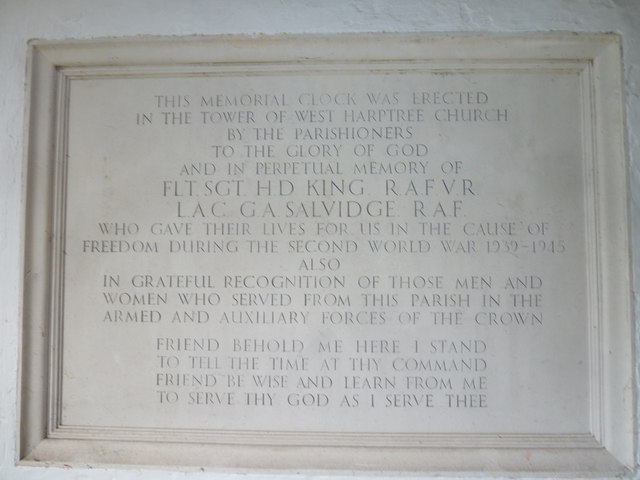 THIS MEMORIAL CLOCK WAS ERECTED
IN THE TOWER OF WEST HARPTREE CHURCH
BY THE PARISHIONERS
TO THE GLORY OF GOD
AND IN PERPETUAL MEMORY OF
FLT. SGT. H.D KING. R.A.F.V.R
L.A.C. G.A SALVIDGE. R.A.F.
WHO GAVE THEIR LIVES FOR US IN THE CAUSE OF
FREEDOM DURING THE SECOND WORLD WAR 1939-1945
ALSO
IN GRATEFUL RECOGNITION OF THOSE MEN AND
WOMEN WHO SERVED FROM THIS PARISH IN THE
ARMED AND AUXILIARY FORCES OF THE CROWN
FRIEND BEHOLD ME HERE I STAND
TO TELL THE TIME AT THY COMMAND
FRIEND BE WISE AND LEARN FROM ME
TO SERVE THY GOD AS I SERVE THEE